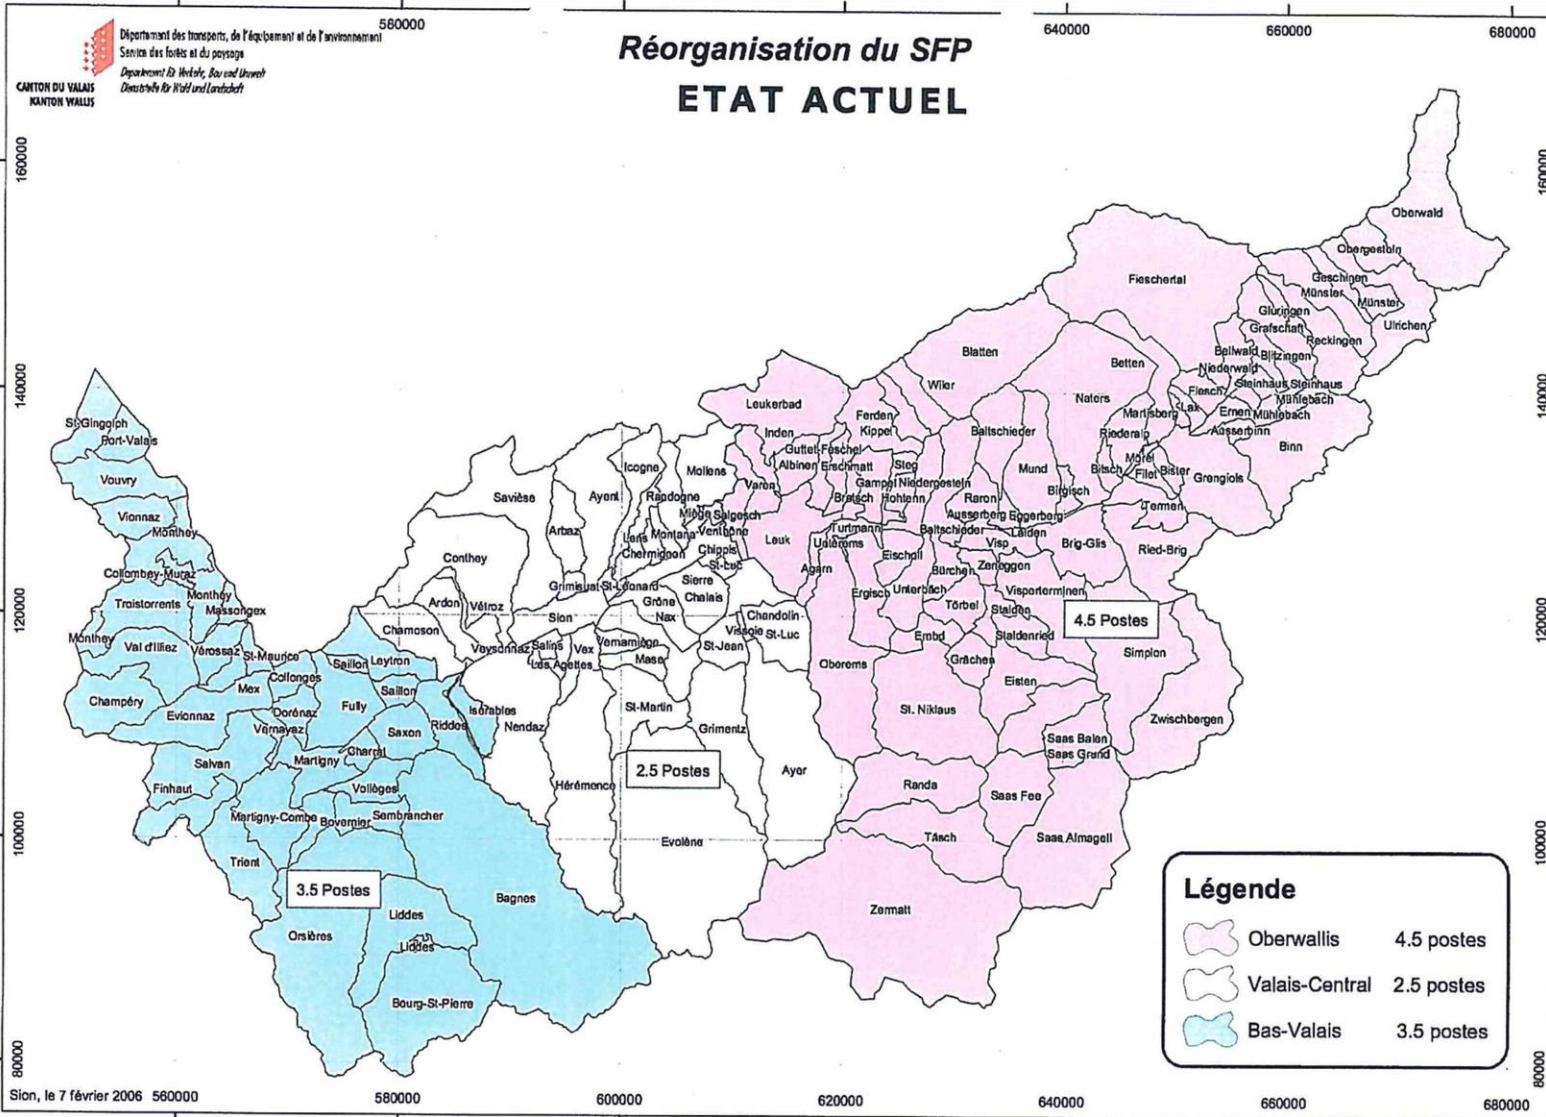 560000
640000
660000
680000
Département des transports, de l'équipement et de l'environnement
Service des forêts et du paysage
Departement für Verkehr, Bau und Umwelt
Dienststelle für Wald und Landschaft
CANTON DU VALAIS
KANTON WALLIS
Réorganisation du SFP
ETAT ACTUEL
160000
160000
Oberwald
Obergesteln
Geschinen
Fieschertal
Münster
Münster
Gluringen
Ulrichen
Grafschaft
Reckingen
Blatten
Bellwald
Blitzingen
Betten
Niederwald
Wiler
Steinhaus
Steinhaus
140000
140000
Fiesch
Naters
Mühlebach
Leukerbad
Lax
Martisberg
Ernen
Mühlebach
Ferden
Kippel
St-Gingolph
Inden
Baltschieder
Riederalp
Ausserbinn
Port-Valais
Binn
Guttet-Feschel
Mörel
Icogne
Mollens
Albinen
Erschmatt
Steg
Mund
Bitsch
Filet
Bister
Grengiols
Vouvry
Varen
Gampel
Niedergesteln
Birgisch
Savièse
Ayent
Randogne
Bratsch
Hohtenn
Raron
Termen
Vionnaz
Miège
Salgesch
Ausserberg
Eggerberg
Monthey
Arbaz
Lens
Montana
Venthône
Turtmann
Baltschieder
Lalden
Leuk
Unterems
Visp
Brig-Glis
Ried-Brig
Chermignon
Chippis
Eischoll
Conthey
St-Luc
Agarn
Bürchen
Zeneggen
Collombey-Muraz
Grimisuat
St-Léonard
Sierre
Ergisch
Unterbäch
Visperterminen
Monthey
Chalais
Troistorrents
Ardon
Vétroz
Grône
Törbel
Stalden
120000
120000
Massongex
Sion
Nax
Chandolin-
4.5 Postes
Chamoson
Vissoie
St-Luc
Embd
Staldenried
Monthey
Val d'Illiez
Vérossaz
St-Maurice
Veysonnaz
Salins
Vex
Vernamiège
St-Jean
Simplon
Saillon
Leytron
Les Agettes
Mase
Oberems
Grächen
Collonges
Eisten
Champéry
Mex
Saillon
Dorénaz
Fully
Isérables
St-Martin
St. Niklaus
Zwischbergen
Evionnaz
Vernayaz
Riddes
Nendaz
Grimentz
Saxon
Saas Balen
Charrat
Saas Grund
Salvan
Martigny
2.5 Postes
Ayer
Finhaut
Vollèges
Hérémence
Randa
Saas Fee
Martigny-Combe
Bovernier
Sembrancher
100000
100000
Evolène
Täsch
Saas Almagell
Trient
3.5 Postes
Bagnes
Zermatt
Liddes
Orsières
Liddes
Bourg-St-Pierre
Légende
Oberwallis 4.5 postes
Valais-Central 2.5 postes
Bas-Valais 3.5 postes
80000
80000
Sion, le 7 février 2006 560000
580000
600000
620000
640000
660000
680000